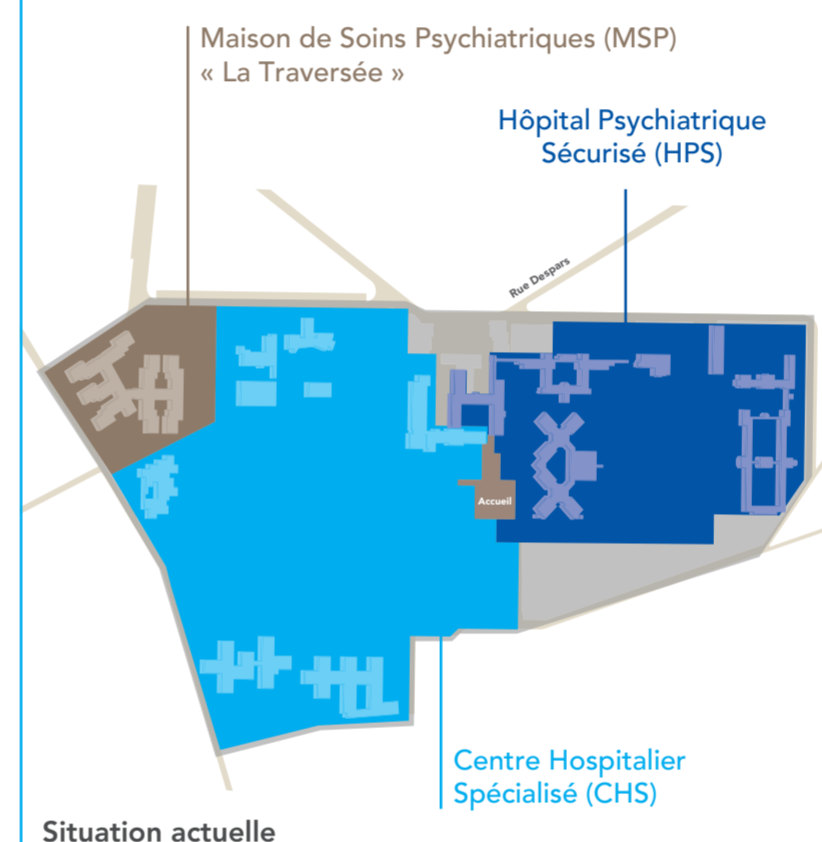 Maison de Soins Psychiatriques (MSP)
« La Traversée »
Hôpital Psychiatrique
Sécurisé (HPS)
Rue Despars
Accueil
Centre Hospitalier
Spécialisé (CHS)
Situation actuelle